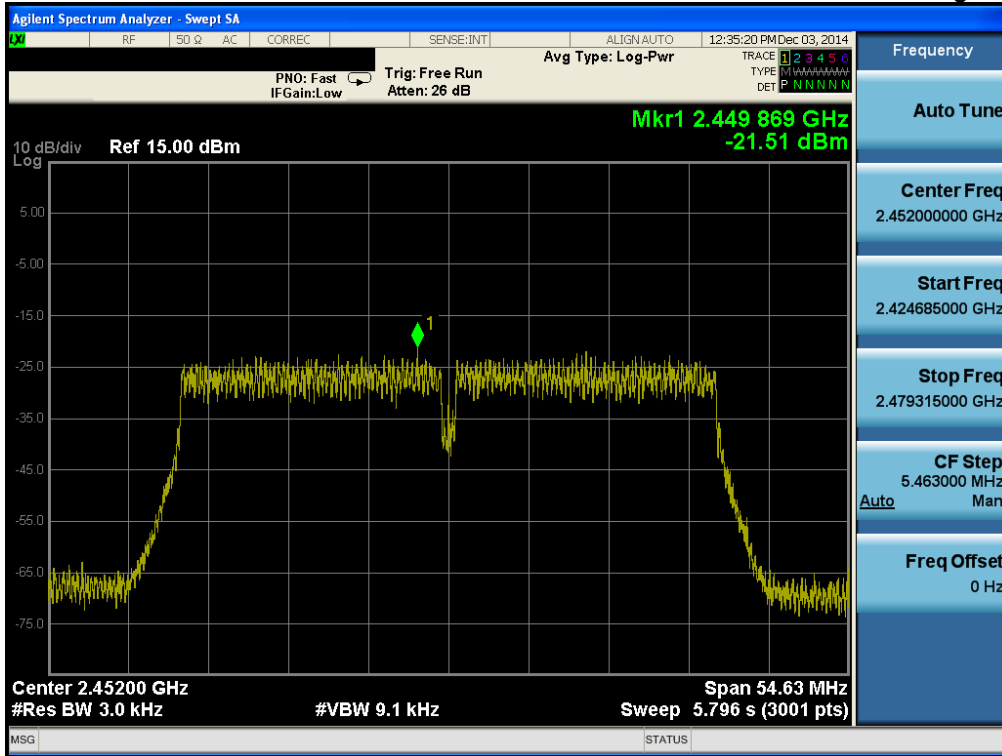 Agilent Spectrum Analyzer - Swept SA
LXI RF 50 Ω AC CORREC SENSE:INT ALIGN AUTO 12:35:20 PM Dec 03, 2014
Avg Type: Log-Pwr
TRACE 1 2 3 4 5 6
PNO: Fast Trig: Free Run
TYPE M
IFGain:Low Atten: 26 dB
DET P N N N N N
Mkr1 2.449 869 GHz
-21.51 dBm
10 dB/div Ref 15.00 dBm
Log
5.00
-5.00
-15.0
1
-25.0
-35.0
-45.0
-55.0
-65.0
-75.0
Center 2.45200 GHz Span 54.63 MHz
#Res BW 3.0 kHz #VBW 9.1 kHz Sweep 5.796 s (3001 pts)
MSG STATUS
Frequency
Auto Tune
Center Freq
2.452000000 GHz
Start Freq
2.424685000 GHz
Stop Freq
2.479315000 GHz
CF Step
5.463000 MHz
Auto Man
Freq Offset
0 Hz